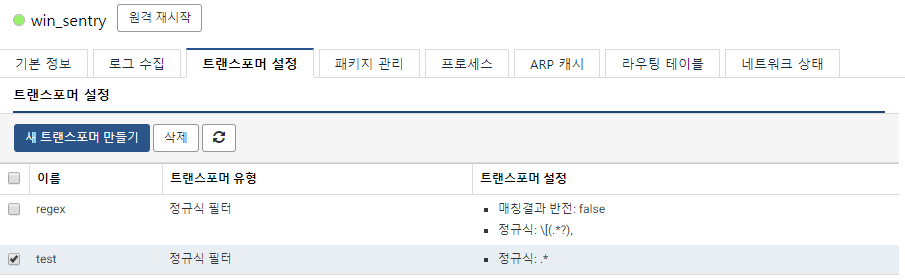 win_sentry 원격 재시작
기본 정보 로그 수집 트랜스포머 설정 패키지 관리 프로세스 ARP 캐시 라우팅 테이블 네트워크 상태
트랜스포머 설정
새 트랜스포머 만들기 삭제
이름 트랜스포머 유형 트랜스포머 설정
regex 정규식 필터 ▪ 매칭결과 반전: false
▪ 정규식: \[(.*?),
test 정규식 필터 ▪ 정규식: .*